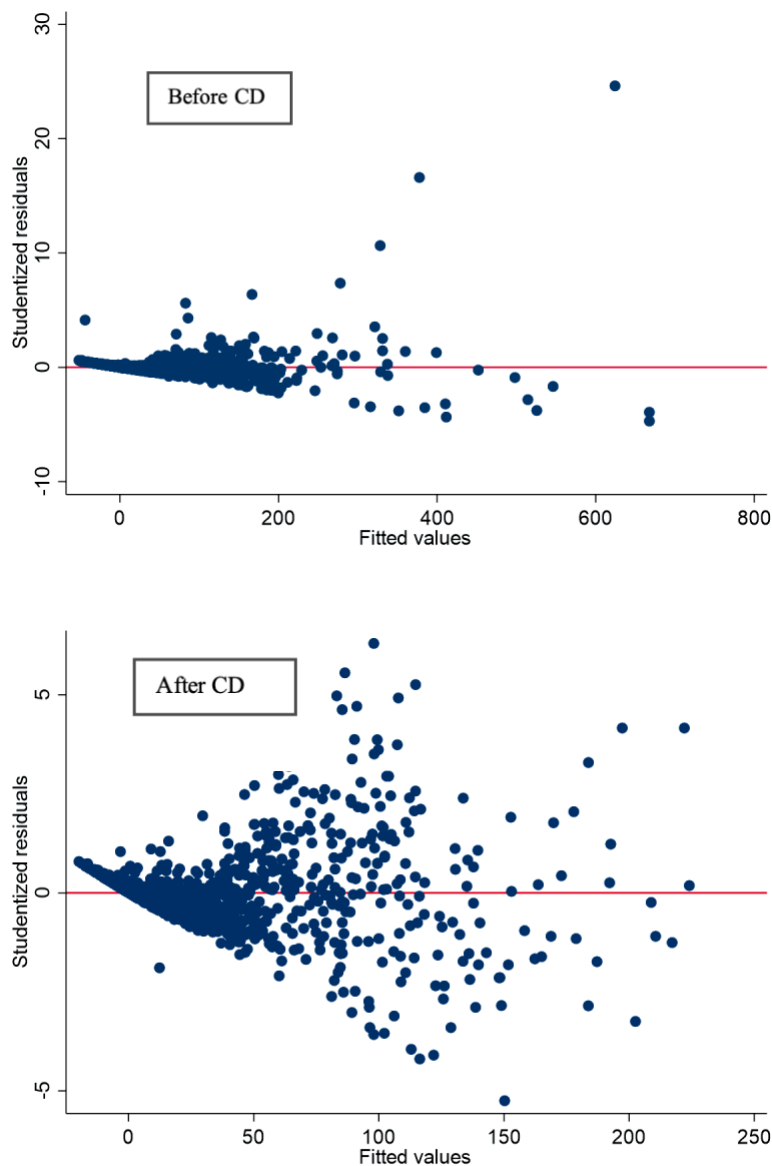 30
Before CD
20
Studentized residuals
10
0
-10
0 200 400 600 800
Fitted values
After CD
5
Studentized residuals
0
-5
0 50 100 150 200 250
Fitted values